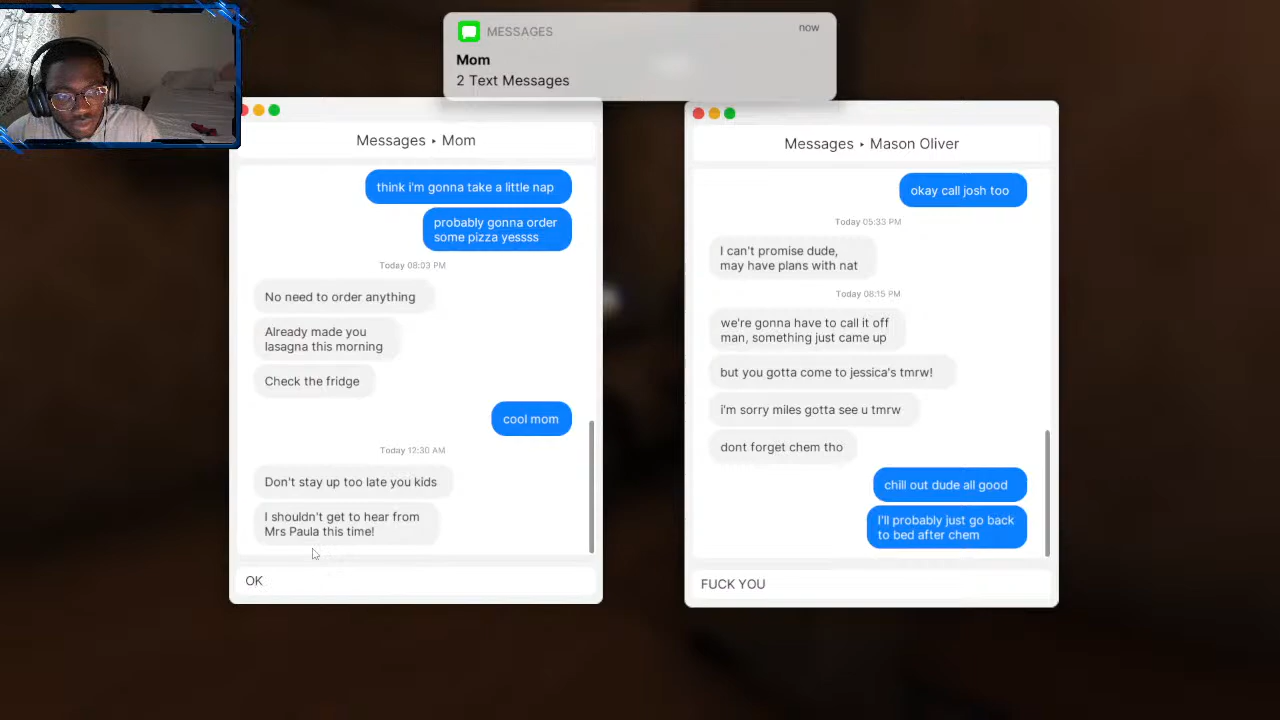 MESSAGES
now
Mom
2 Text Messages
Messages ‣ Mom
think i'm gonna take a little nap
probably gonna order
some pizza yessss
Today 08:03 PM
No need to order anything
Already made you
lasagna this morning
Check the fridge
cool mom
Today 12:30 AM
Don't stay up too late you kids
I shouldn't get to hear from
Mrs Paula this time!
OK
Messages ‣ Mason Oliver
okay call josh too
Today 05:33 PM
I can't promise dude,
may have plans with nat
Today 08:15 PM
we're gonna have to call it off
man, something just came up
but you gotta come to jessica's tmrw!
i'm sorry miles gotta see u tmrw
dont forget chem tho
chill out dude all good
I'll probably just go back
to bed after chem
FUCK YOU